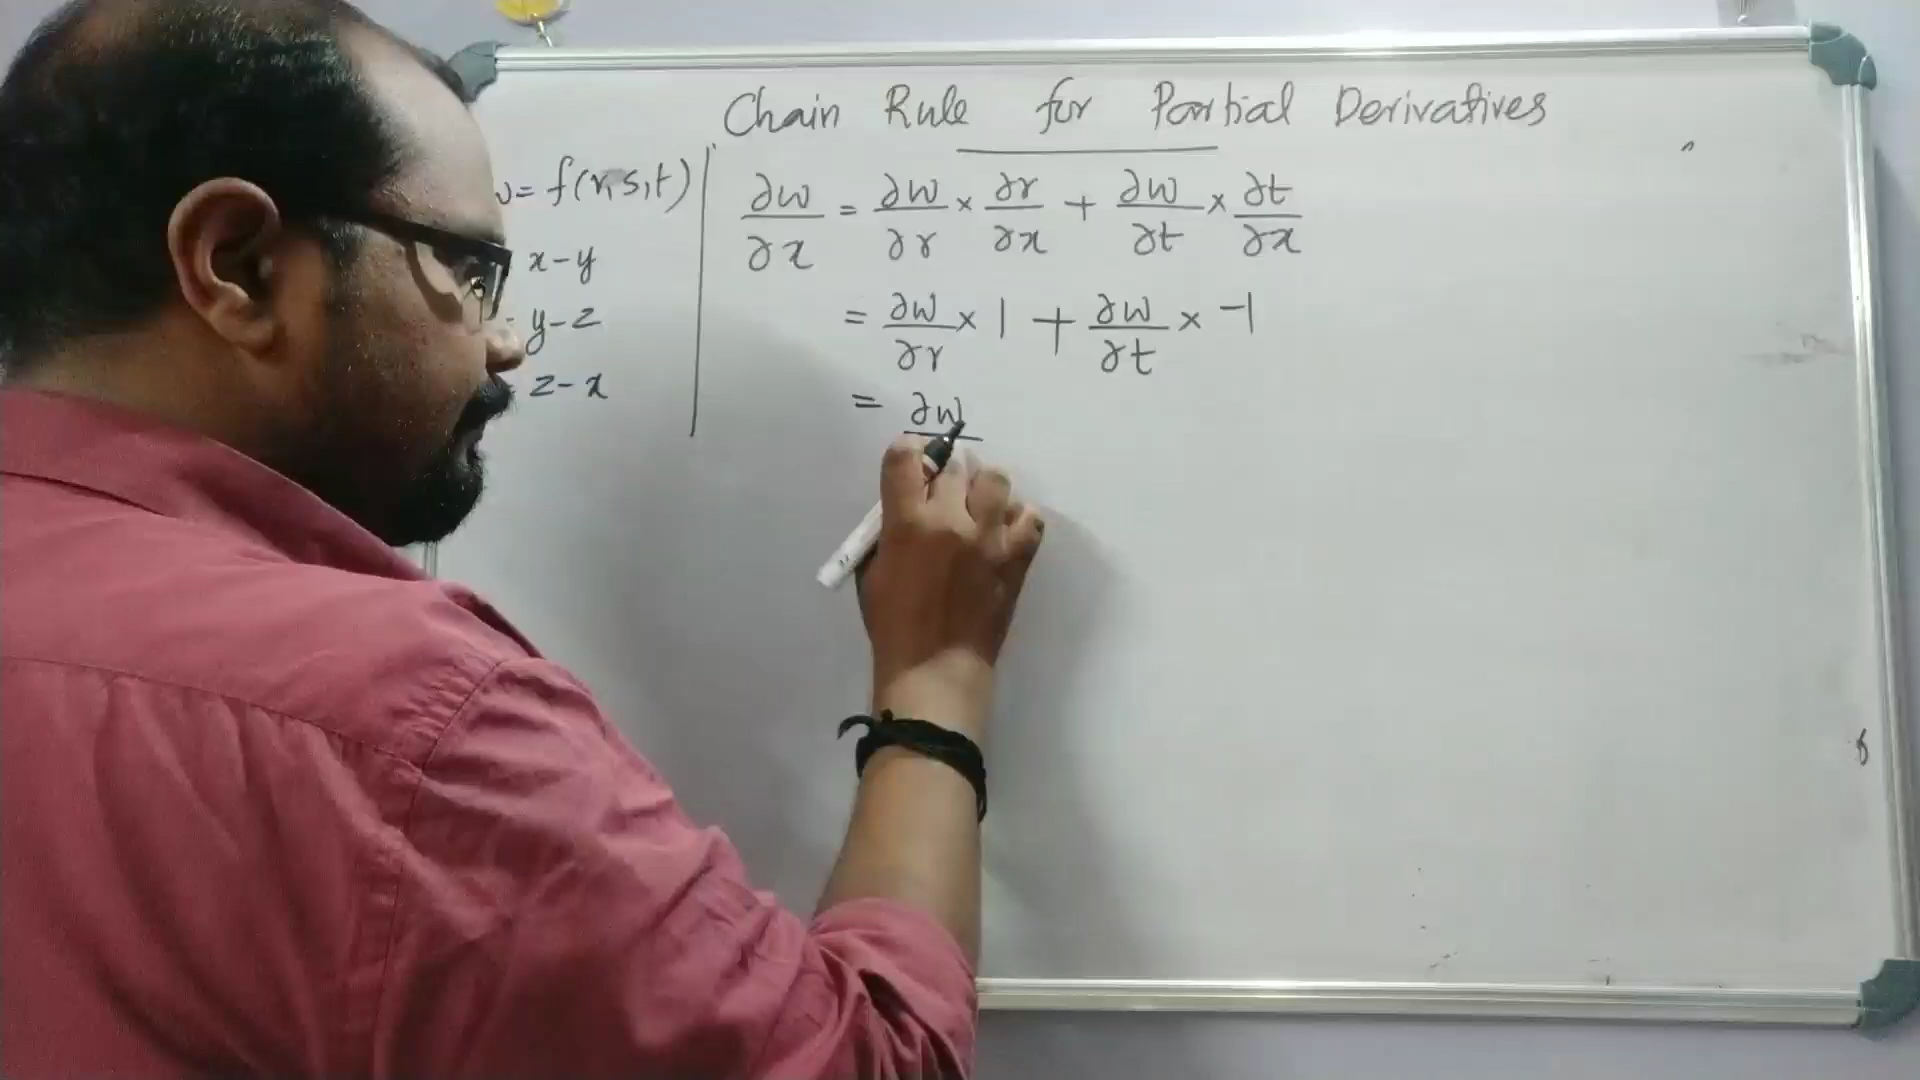 Chain Rule for Partial Derivatives
= f(r,s,t)
x-y
y-z
z-x
∂w/∂x = ∂w/∂r × ∂r/∂x + ∂w/∂t × ∂t/∂x
= ∂w/∂r × 1 + ∂w/∂t × -1
= ∂w